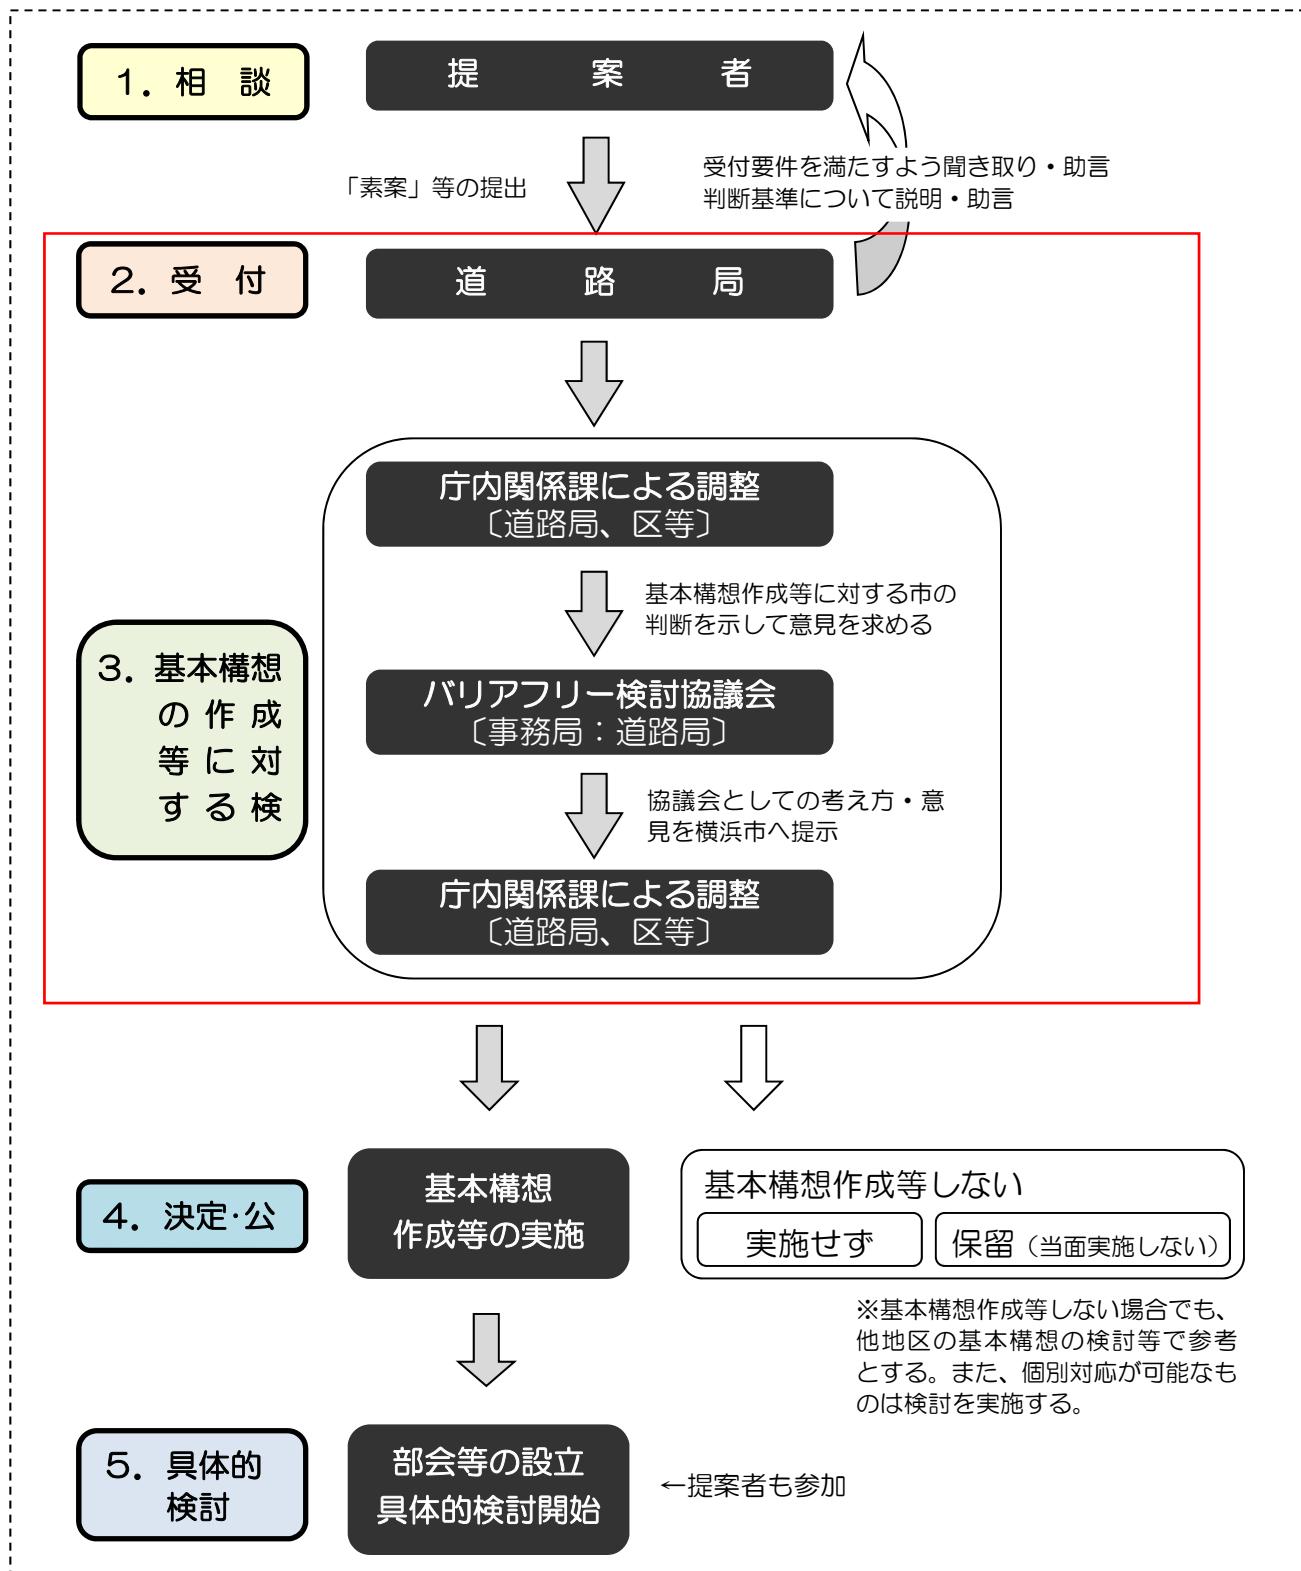 1．相　談
提　案　者
「素案」等の提出
受付要件を満たすよう聞き取り・助言
判断基準について説明・助言
2．受　付
道　路　局
庁内関係課による調整
〔道路局、区等〕
基本構想作成等に対する市の
判断を示して意見を求める
3．基本構想
の作成
等に対
する検
バリアフリー検討協議会
〔事務局：道路局〕
協議会としての考え方・意
見を横浜市へ提示
庁内関係課による調整
〔道路局、区等〕
4．決定･公
基本構想
作成等の実施
基本構想作成等しない
実施せず
保留（当面実施しない）
※基本構想作成等しない場合でも、
他地区の基本構想の検討等で参考
とする。また、個別対応が可能なも
のは検討を実施する。
5．具体的
検討
部会等の設立
具体的検討開始
←提案者も参加